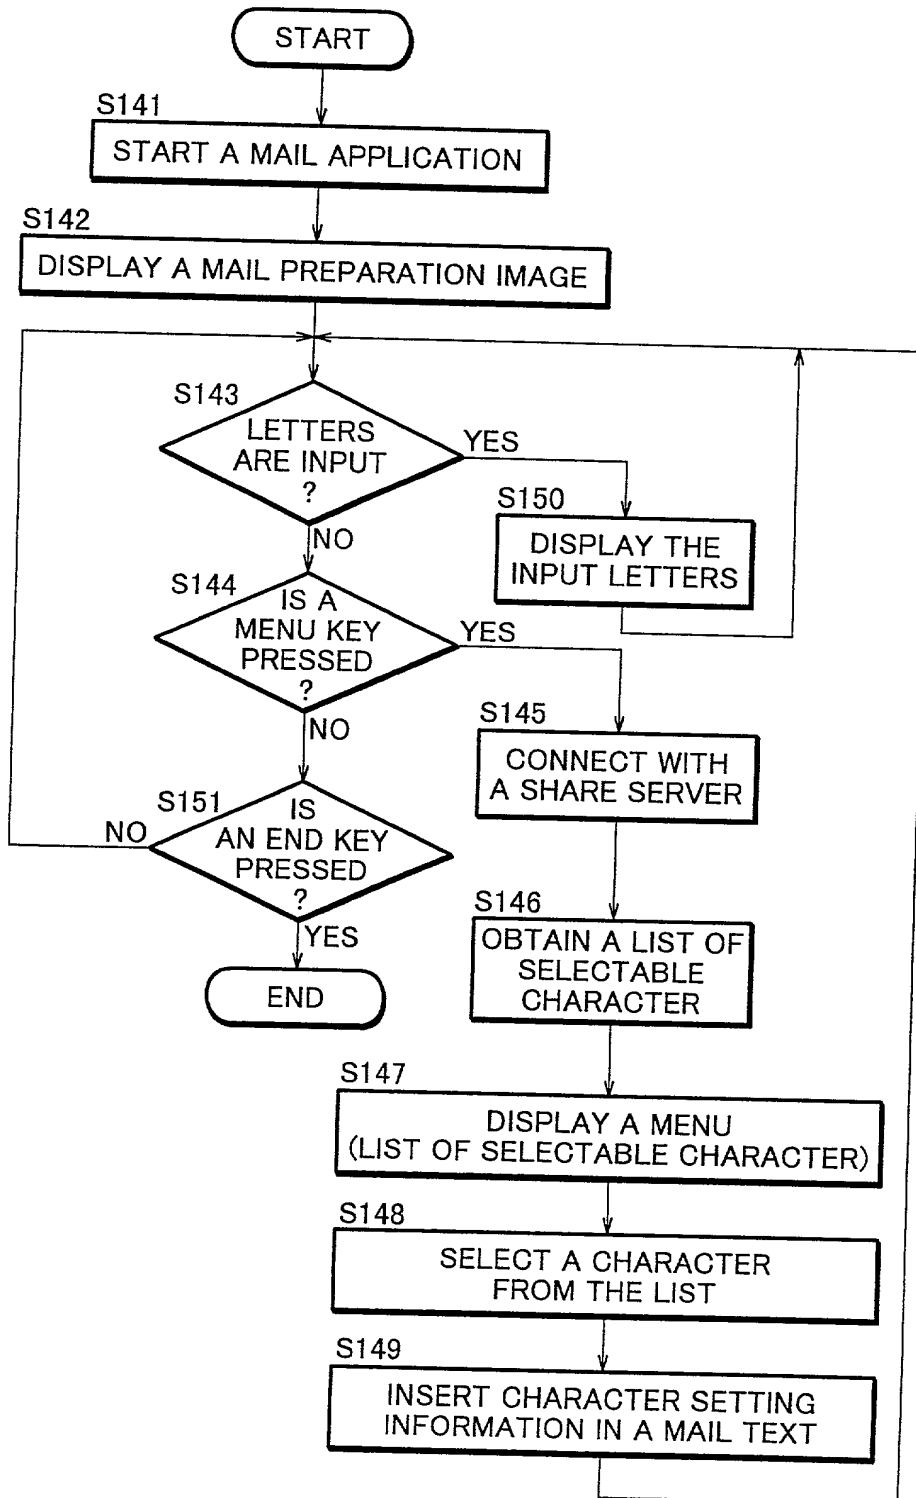 START
S141
START A MAIL APPLICATION
S142
DISPLAY A MAIL PREPARATION IMAGE
S143
LETTERS
ARE INPUT
?
YES
NO
S150
DISPLAY THE
INPUT LETTERS
S144
IS A
MENU KEY
PRESSED
?
YES
NO
S145
CONNECT WITH
A SHARE SERVER
S151
IS
AN END KEY
PRESSED
?
NO
YES
END
S146
OBTAIN A LIST OF
SELECTABLE
CHARACTER
S147
DISPLAY A MENU
(LIST OF SELECTABLE CHARACTER)
S148
SELECT A CHARACTER
FROM THE LIST
S149
INSERT CHARACTER SETTING
INFORMATION IN A MAIL TEXT